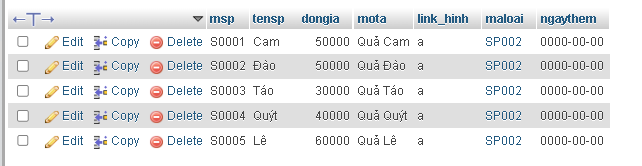 ←T→ msp tensp dongia mota link_hinh maloai ngaythem
Edit Copy Delete S0001 Cam 50000 Quả Cam a SP002 0000-00-00
Edit Copy Delete S0002 Đào 50000 Quả Đào a SP002 0000-00-00
Edit Copy Delete S0003 Táo 30000 Quả Táo a SP002 0000-00-00
Edit Copy Delete S0004 Quýt 40000 Quả Quýt a SP002 0000-00-00
Edit Copy Delete S0005 Lê 60000 Quả Lê a SP002 0000-00-00